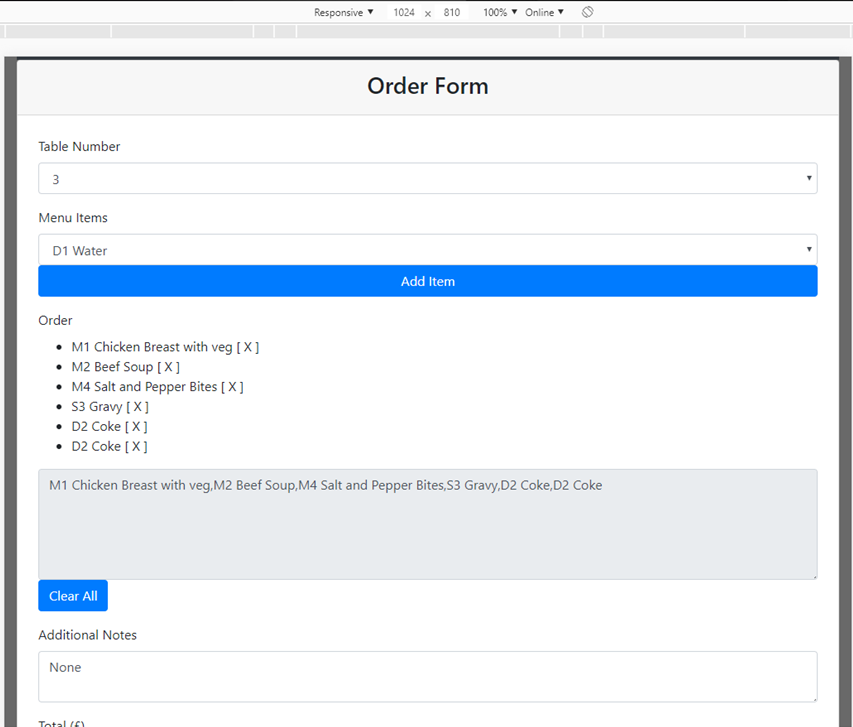 Responsive ▼ 1024 x 810 100% ▼ Online ▼
Order Form
Table Number
3
Menu Items
D1 Water
Add Item
Order
M1 Chicken Breast with veg [ X ]
M2 Beef Soup [ X ]
M4 Salt and Pepper Bites [ X ]
S3 Gravy [ X ]
D2 Coke [ X ]
D2 Coke [ X ]
M1 Chicken Breast with veg,M2 Beef Soup,M4 Salt and Pepper Bites,S3 Gravy,D2 Coke,D2 Coke
Clear All
Additional Notes
None
Total (£)